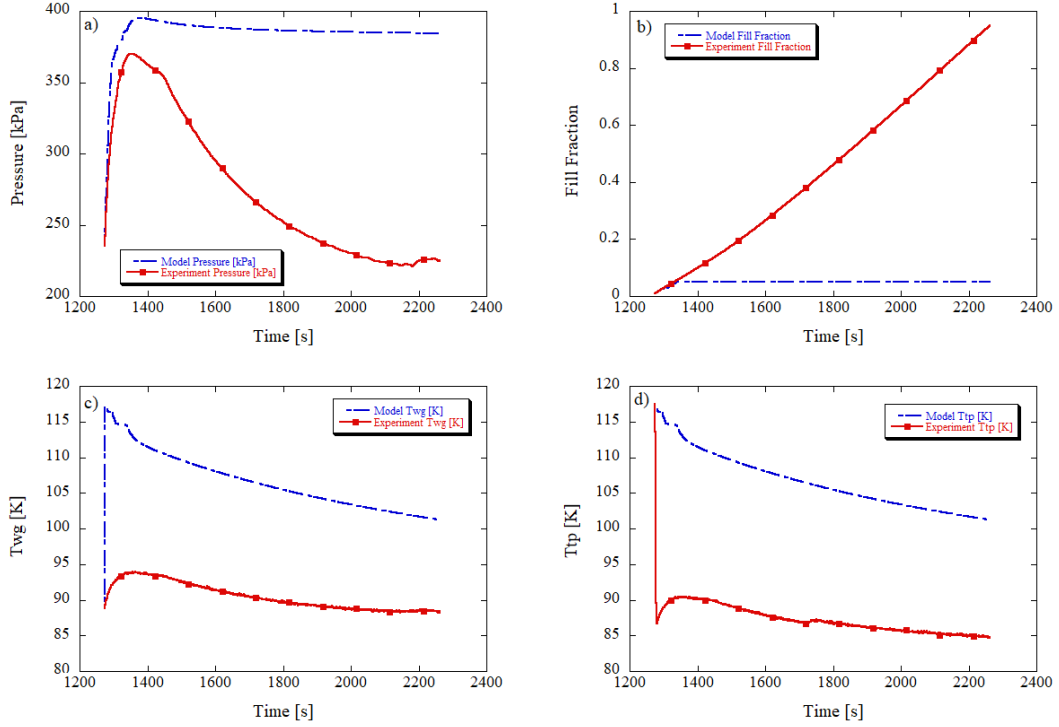 a)
400
350
300
250
200
Pressure [kPa]
Model Pressure [kPa]
Experiment Pressure [kPa]
1200 1400 1600 1800 2000 2200 2400
Time [s]
b)
1
0.8
0.6
0.4
0.2
0
Fill Fraction
Model Fill Fraction
Experiment Fill Fraction
1200 1400 1600 1800 2000 2200 2400
Time [s]
c)
120
115
110
105
100
95
90
85
80
Twg [K]
Model Twg [K]
Experiment Twg [K]
1200 1400 1600 1800 2000 2200 2400
Time [s]
d)
120
115
110
105
100
95
90
85
80
Ttp [K]
Model Ttp [K]
Experiment Ttp [K]
1200 1400 1600 1800 2000 2200 2400
Time [s]